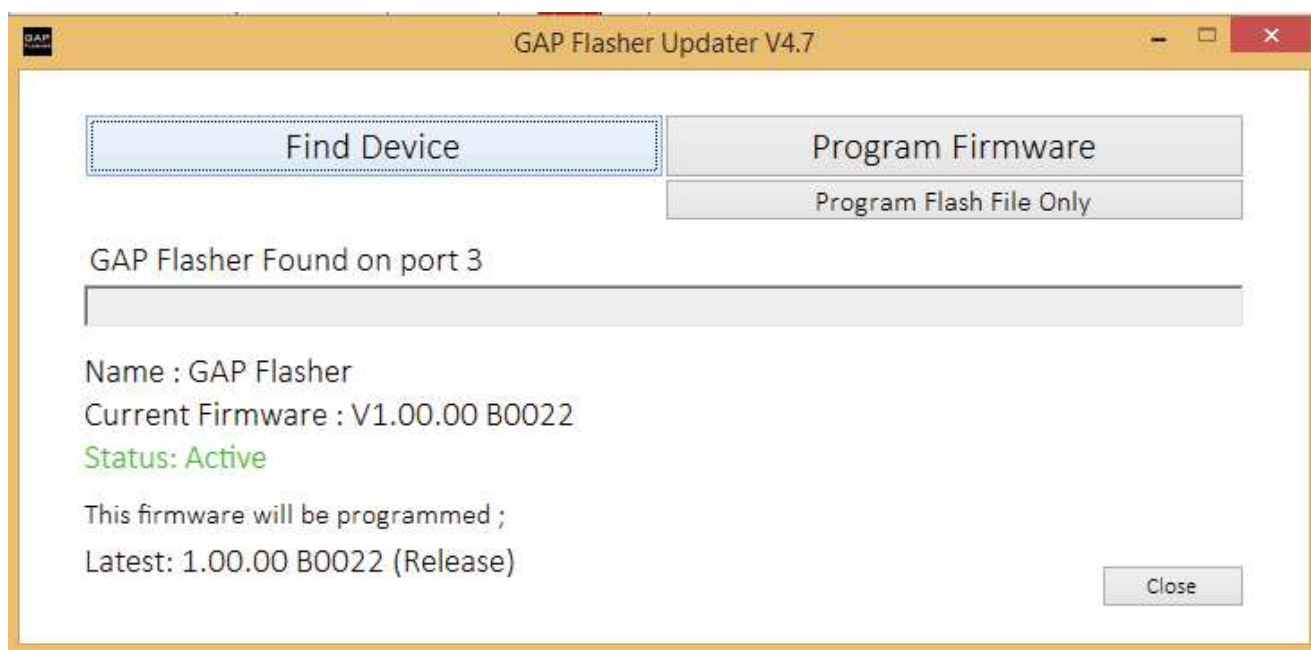 GAP
GAP Flasher Updater V4.7
Find Device
Program Firmware
Program Flash File Only
GAP Flasher Found on port 3
Name : GAP Flasher
Current Firmware : V1.00.00 B0022
Status: Active
This firmware will be programmed ;
Latest: 1.00.00 B0022 (Release)
Close